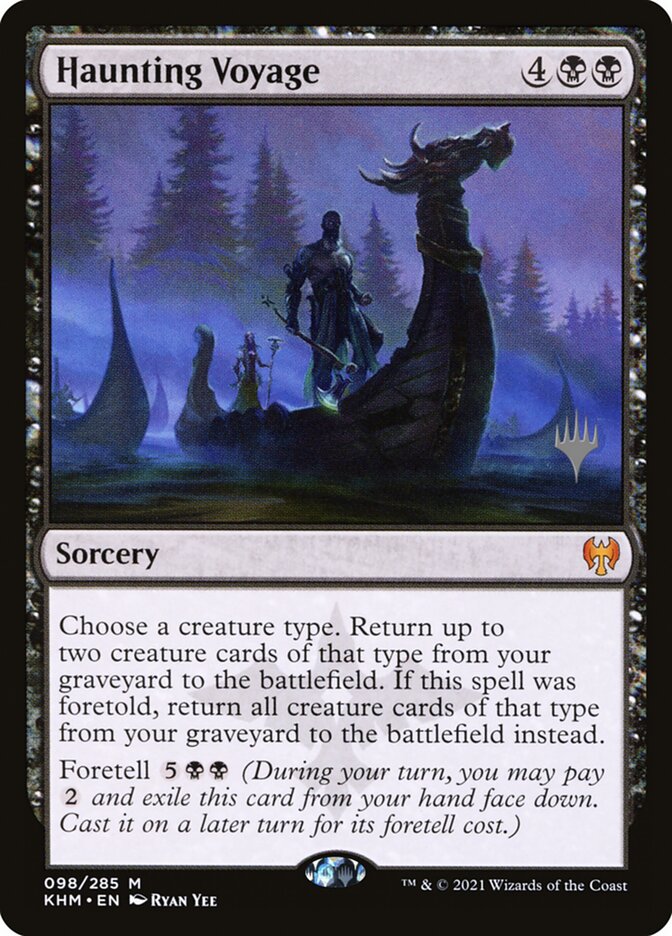 Haunting Voyage 4
Sorcery
Choose a creature type. Return up to
two creature cards of that type from your
graveyard to the battlefield. If this spell was
foretold, return all creature cards of that type
from your graveyard to the battlefield instead.
Foretell 5 (During your turn, you may pay
2 and exile this card from your hand face down.
Cast it on a later turn for its foretell cost.)
098/285 M
KHM • EN Ryan Yee
™ & © 2021 Wizards of the Coast